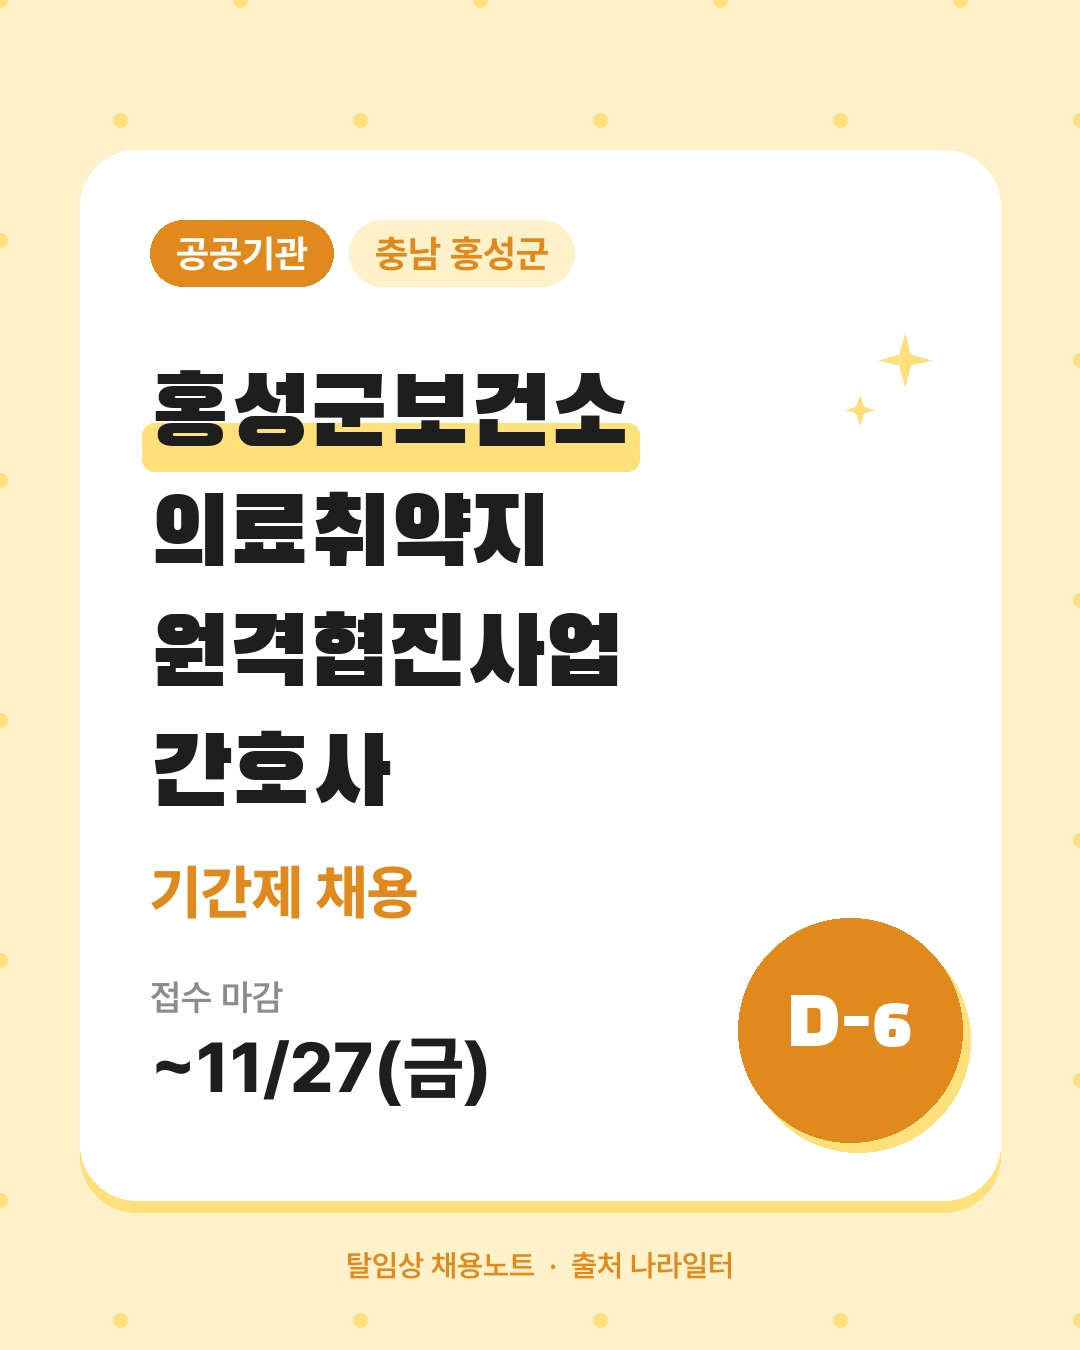 공공기관 충남 홍성군
홍성군보건소
의료취약지
원격협진사업
간호사
기간제 채용
접수 마감
~11/27(금)
D-6
탈임상 채용노트 · 출처 나라일터